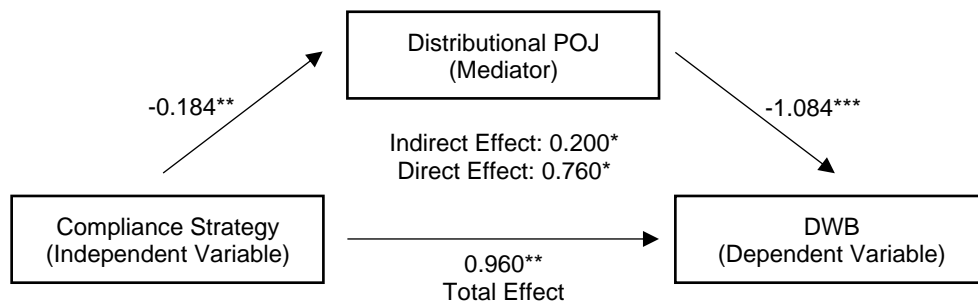 Distributional POJ
(Mediator)
-0.184**
-1.084***
Indirect Effect: 0.200*
Direct Effect: 0.760*
Compliance Strategy
(Independent Variable)
DWB
(Dependent Variable)
0.960**
Total Effect